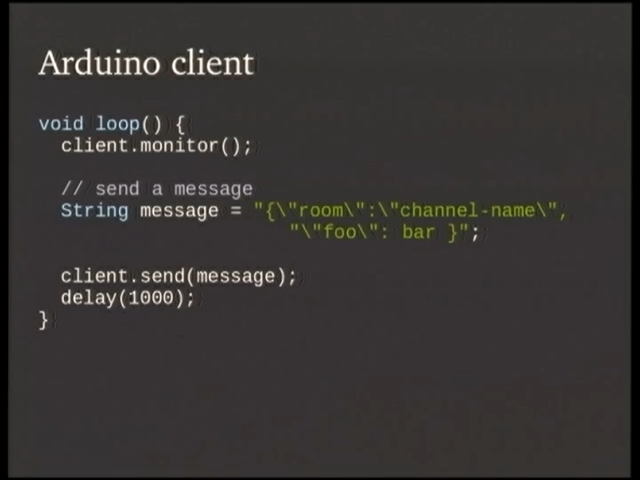 Arduino client
void loop() {
client.monitor();
// send a message
String message = "{\"room\":\"channel-name\",
"\"foo\": bar }";
client.send(message);
delay(1000);
}